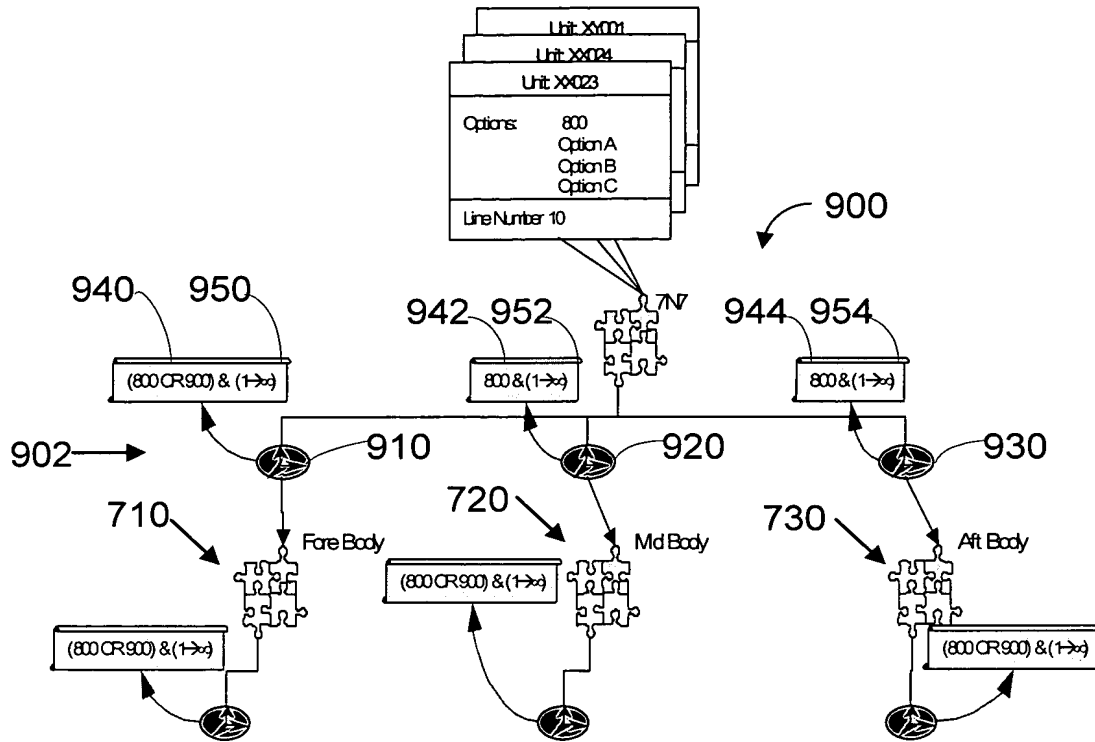 Unit: XY001
Unit: XX024
Unit: XX023
Options: 800
Option A
Option B
Option C
Line Number 10
900
7N7
940 950
942 952
944 954
(800 OR 900) & (1→∞)
800 & (1→∞)
800 & (1→∞)
902
910
920
930
710
Fore Body
720
Mid Body
730
Aft Body
(800 OR 900) & (1→∞)
(800 OR 900) & (1→∞)
(800 OR 900) & (1→∞)